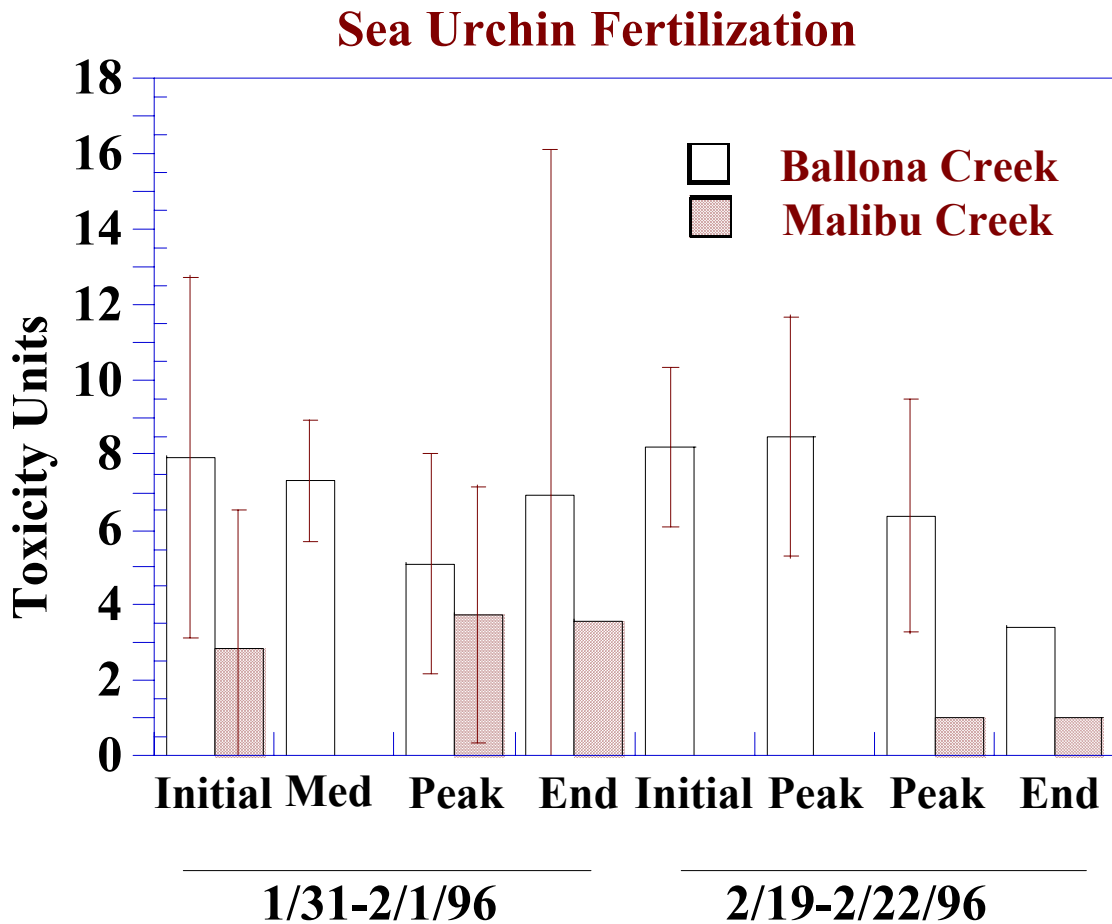 Sea Urchin Fertilization
18
16
14
12
10
8
6
4
2
0
Toxicity Units
Ballona Creek
Malibu Creek
Initial Med Peak End Initial Peak Peak End
1/31-2/1/96 2/19-2/22/96